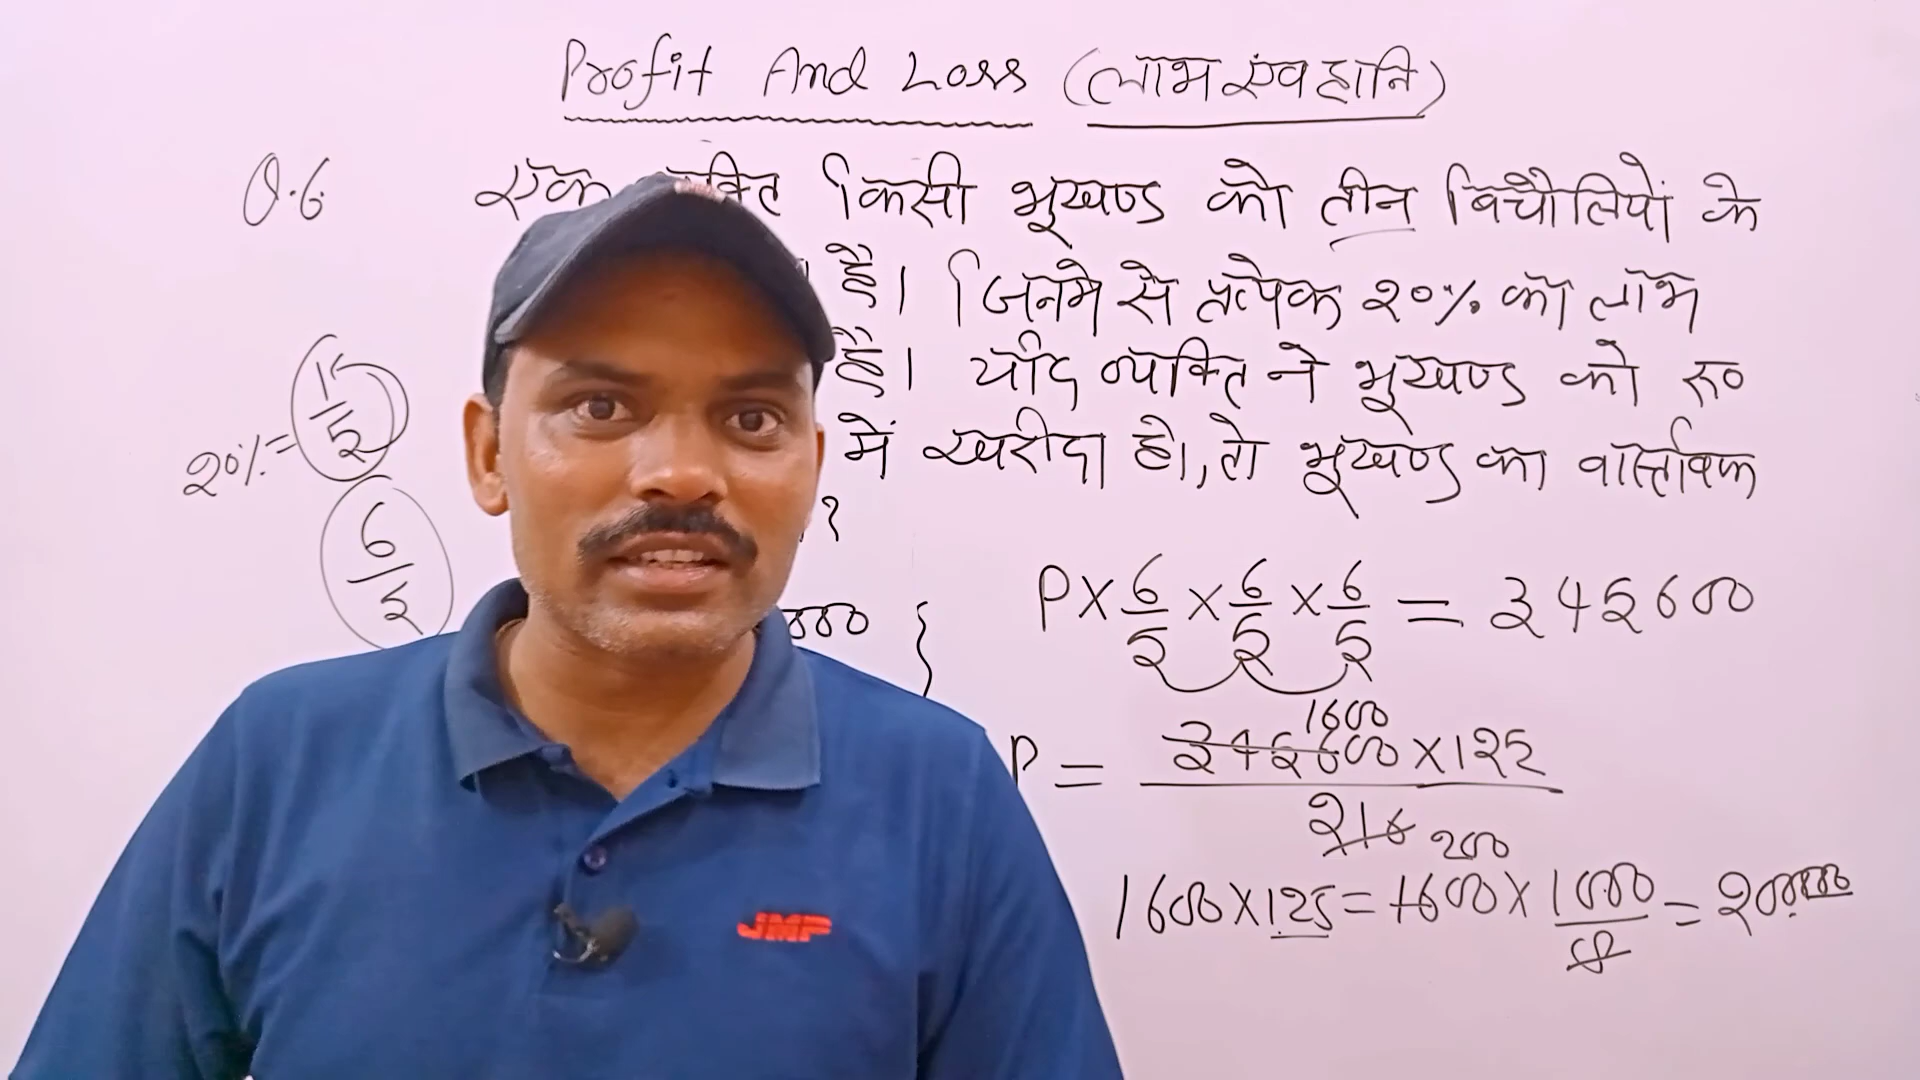 Profit And Loss (लाभ एंव हानि)
Q.6 एक किसी भूखण्ड को तीन बिचौलियों के
है। जिनमे से प्रत्येक 20% का लाभ
है। यदि व्यक्ति ने भूखण्ड को रू०
में खरीदा हो, तो भूखण्ड का वास्तविक
?
20% = 1/5
6/5
P × 6/5 × 6/5 × 6/5 = 345600
1600
P = 345600 × 125 / 216
200
1600 × 125 = 1600 × 1000/8 = 200000
JMP